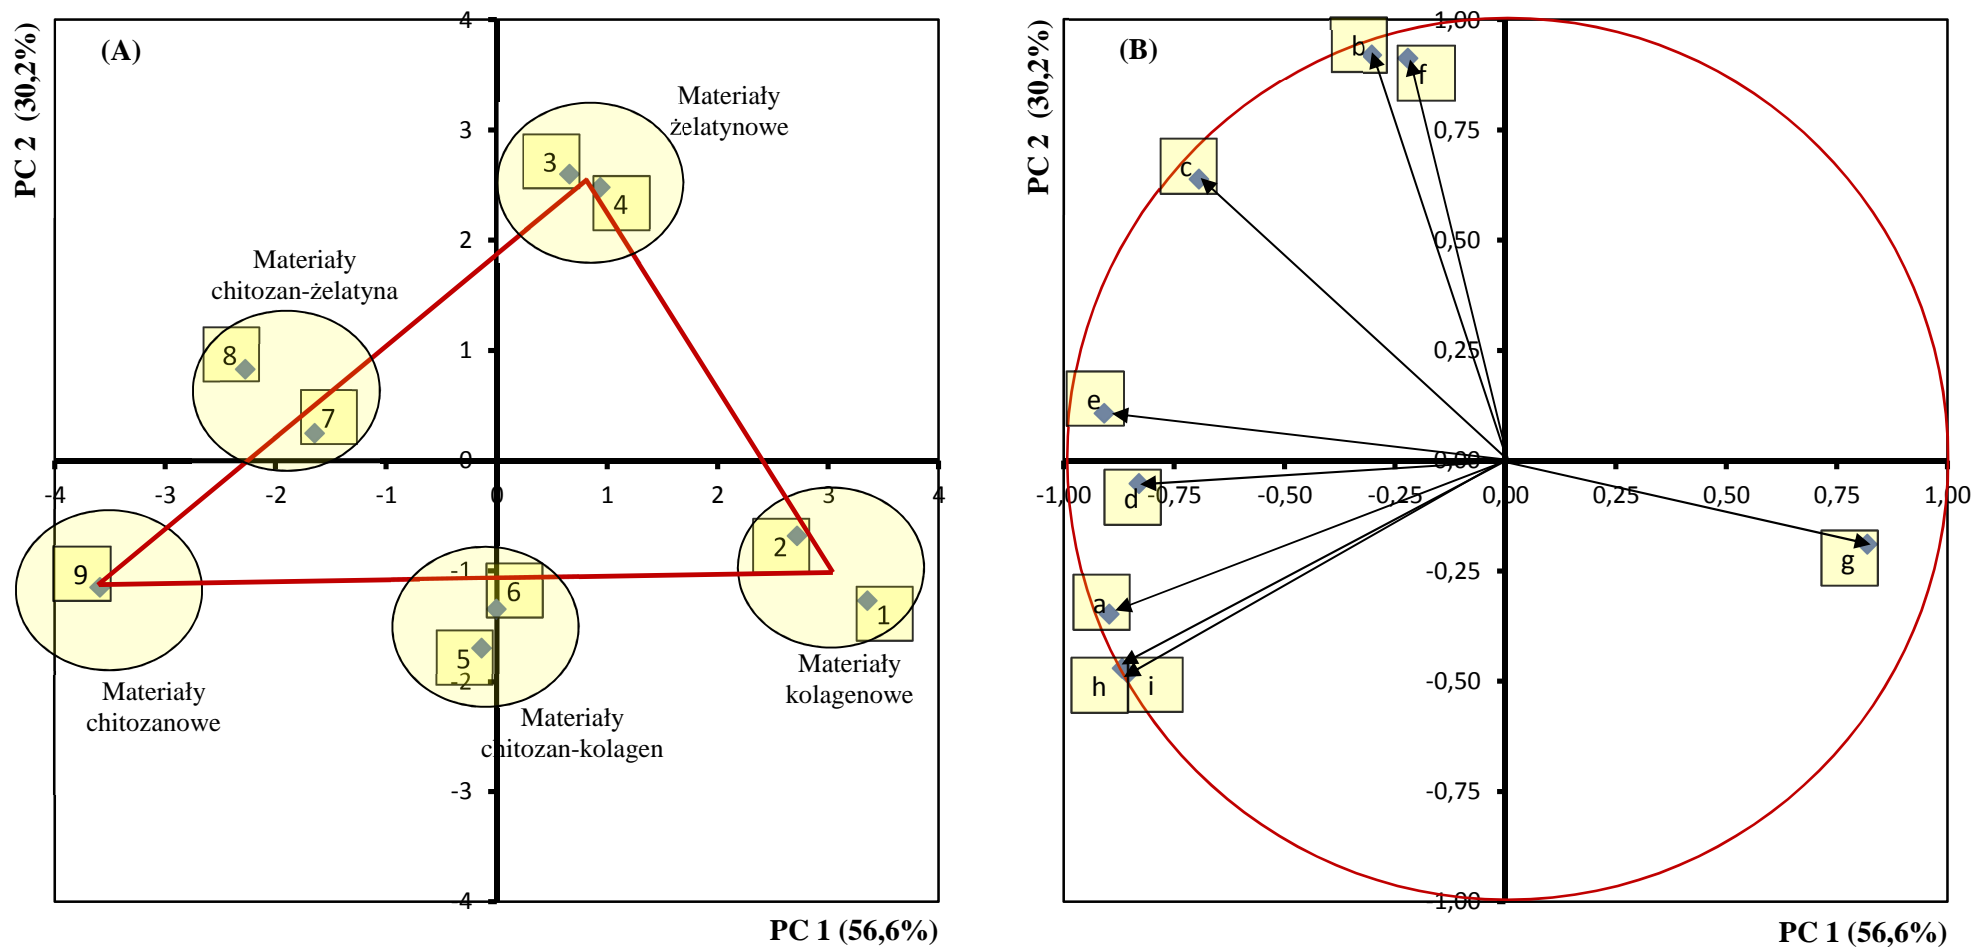 (A)
PC 2 (30,2%)
4
3
2
1
0
-1
-2
-3
-4
-4
-3
-2
-1
0
1
2
3
4
Materiały
żelatynowe
3
4
Materiały
chitozan-żelatyna
8
7
9
Materiały
chitozanowe
6
5
Materiały
chitozan-kolagen
2
1
Materiały
kolagenowe
PC 1 (56,6%)
(B)
PC 2 (30,2%)
1,00
0,75
0,50
0,25
0,00
-0,25
-0,50
-0,75
-1,00
-1,00
-0,75
-0,50
-0,25
0,00
0,25
0,50
0,75
1,00
b
f
c
e
d
a
h
i
g
PC 1 (56,6%)